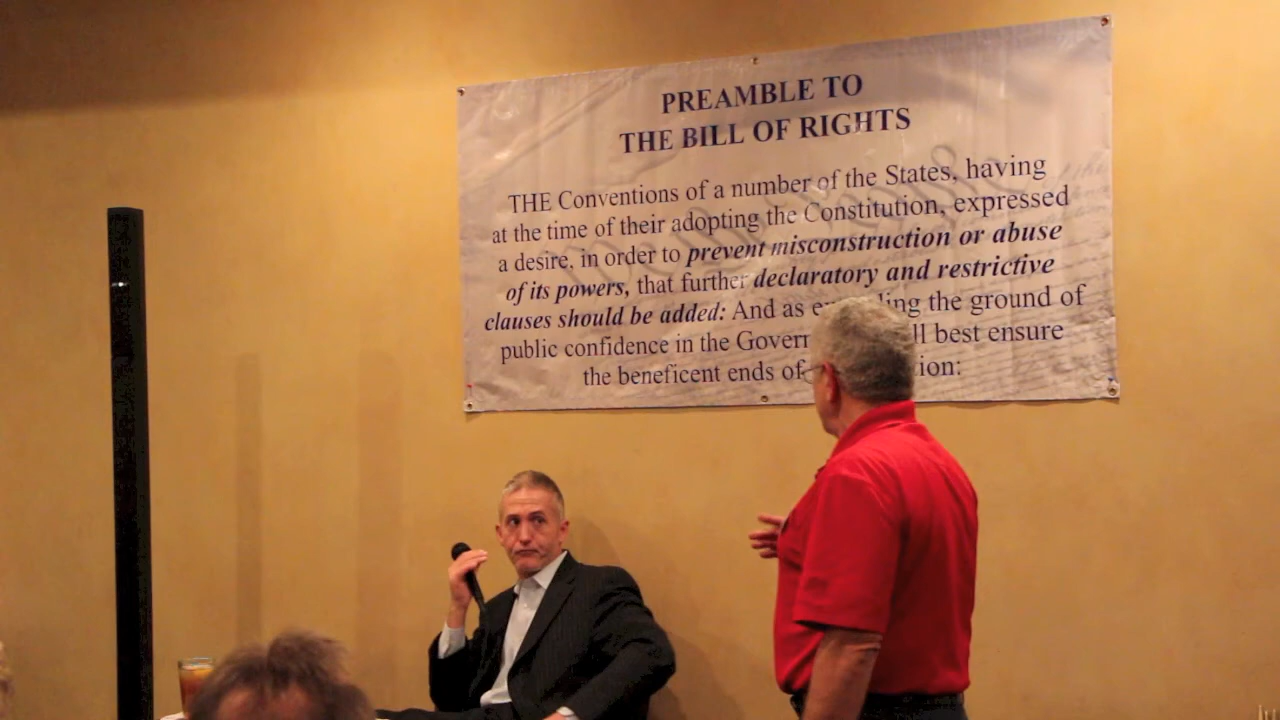 PREAMBLE TO
THE BILL OF RIGHTS
THE Conventions of a number of the States, having
at the time of their adopting the Constitution, expressed
a desire, in order to prevent misconstruction or abuse
of its powers, that further declaratory and restrictive
clauses should be added: And as the ground of
public confidence in the best ensure
the beneficent ends of